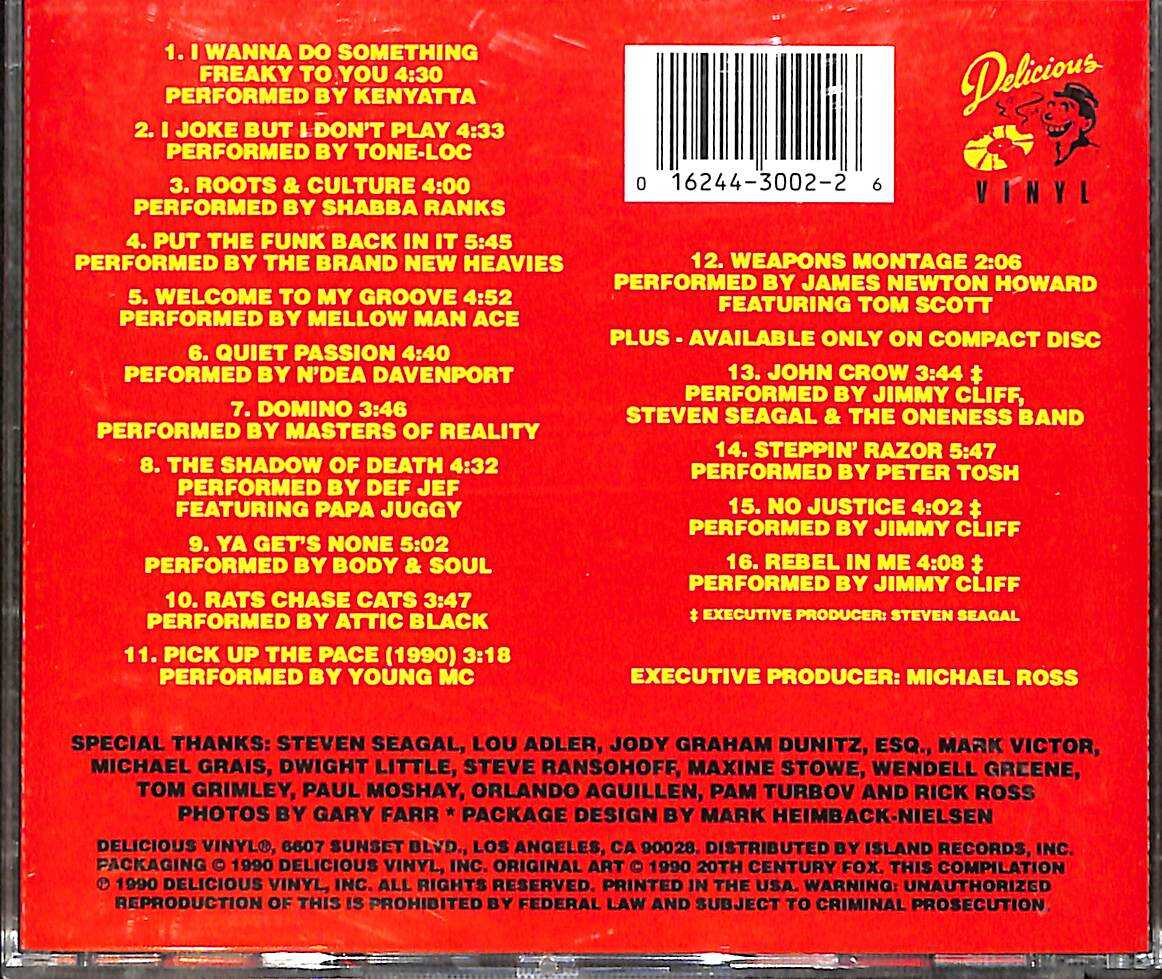 1. I WANNA DO SOMETHING
FREAKY TO YOU 4:30
PERFORMED BY KENYATTA
2. I JOKE BUT I DON'T PLAY 4:33
PERFORMED BY TONE-LOC
3. ROOTS & CULTURE 4:00
PERFORMED BY SHABBA RANKS
4. PUT THE FUNK BACK IN IT 5:45
PERFORMED BY THE BRAND NEW HEAVIES
5. WELCOME TO MY GROOVE 4:52
PERFORMED BY MELLOW MAN ACE
6. QUIET PASSION 4:40
PEFORMED BY N'DEA DAVENPORT
7. DOMINO 3:46
PERFORMED BY MASTERS OF REALITY
8. THE SHADOW OF DEATH 4:32
PERFORMED BY DEF JEF
FEATURING PAPA JUGGY
9. YA GET'S NONE 5:02
PERFORMED BY BODY & SOUL
10. RATS CHASE CATS 3:47
PERFORMED BY ATTIC BLACK
11. PICK UP THE PACE (1990) 3:18
PERFORMED BY YOUNG MC
0 16244-3002-2 6
Delicious
VINYL
12. WEAPONS MONTAGE 2:06
PERFORMED BY JAMES NEWTON HOWARD
FEATURING TOM SCOTT
PLUS - AVAILABLE ONLY ON COMPACT DISC
13. JOHN CROW 3:44 ‡
PERFORMED BY JIMMY CLIFF,
STEVEN SEAGAL & THE ONENESS BAND
14. STEPPIN' RAZOR 5:47
PERFORMED BY PETER TOSH
15. NO JUSTICE 4:02 ‡
PERFORMED BY JIMMY CLIFF
16. REBEL IN ME 4:08 ‡
PERFORMED BY JIMMY CLIFF
‡ EXECUTIVE PRODUCER: STEVEN SEAGAL
EXECUTIVE PRODUCER: MICHAEL ROSS
SPECIAL THANKS: STEVEN SEAGAL, LOU ADLER, JODY GRAHAM DUNITZ, ESQ., MARK VICTOR,
MICHAEL GRAIS, DWIGHT LITTLE, STEVE RANSOHOFF, MAXINE STOWE, WENDELL GREENE,
TOM GRIMLEY, PAUL MOSHAY, ORLANDO AGUILLEN, PAM TURBOV AND RICK ROSS
PHOTOS BY GARY FARR * PACKAGE DESIGN BY MARK HEIMBACK-NIELSEN
DELICIOUS VINYL®, 6607 SUNSET BLVD., LOS ANGELES, CA 90028. DISTRIBUTED BY ISLAND RECORDS, INC.
PACKAGING © 1990 DELICIOUS VINYL, INC. ORIGINAL ART © 1990 20TH CENTURY FOX. THIS COMPILATION
℗ 1990 DELICIOUS VINYL, INC. ALL RIGHTS RESERVED. PRINTED IN THE USA. WARNING: UNAUTHORIZED
REPRODUCTION OF THIS IS PROHIBITED BY FEDERAL LAW AND SUBJECT TO CRIMINAL PROSECUTION.